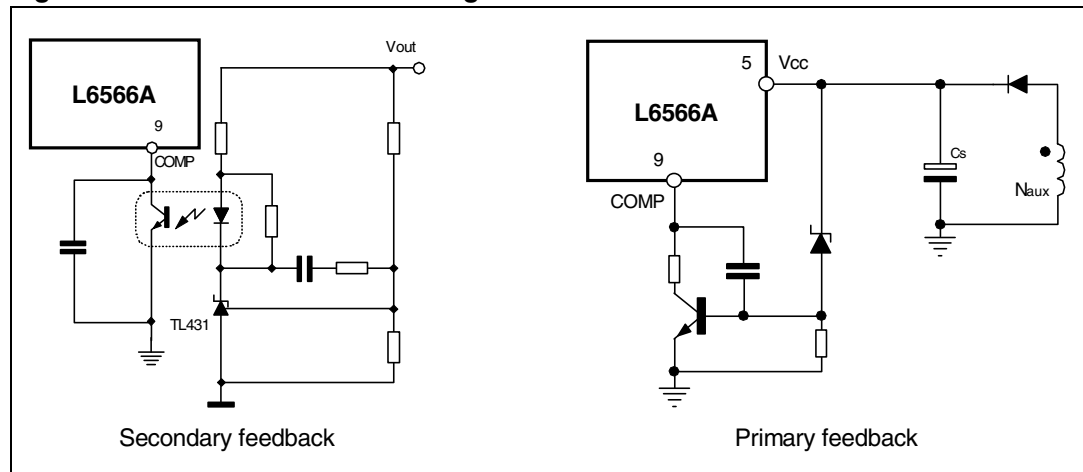 Vout
L6566A
9
COMP
TL431
Secondary feedback
5
Vcc
L6566A
9
COMP
Cs
Naux
Primary feedback